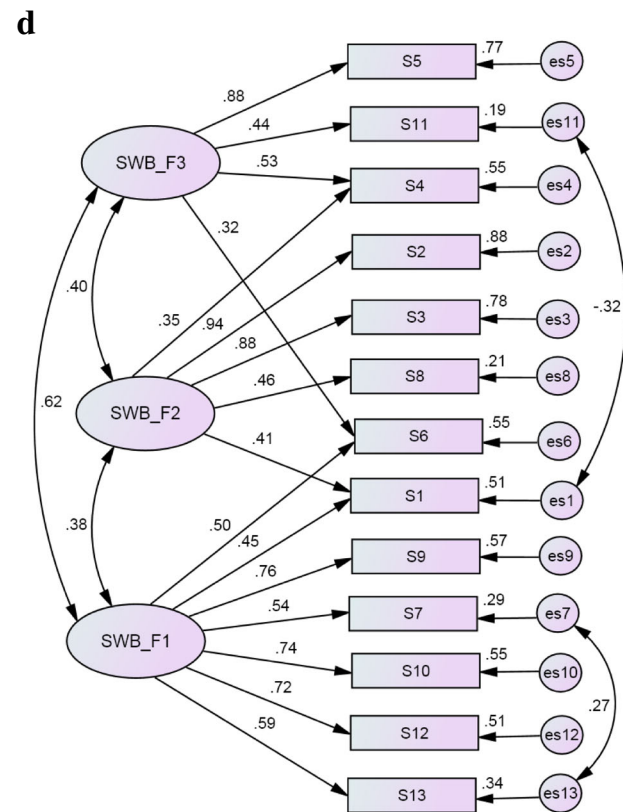 d
.77
S5
es5
.88
.19
S11
es11
.44
SWB_F3
.53
.55
S4
es4
.32
.88
S2
es2
.40
-.32
.35
.94
.78
S3
es3
.88
.21
S8
es8
.46
.62
SWB_F2
.55
S6
es6
.41
.51
S1
es1
.38
.50
.45
.57
S9
es9
.76
.29
S7
es7
.54
SWB_F1
.74
.55
S10
es10
.72
.27
.51
S12
es12
.59
.34
S13
es13